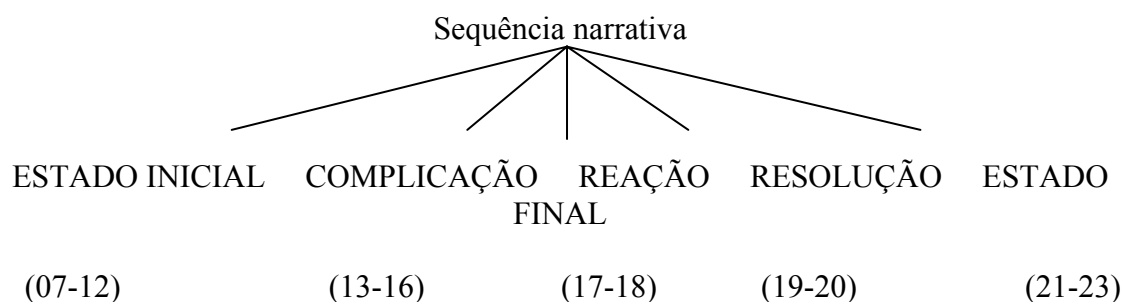 Sequência narrativa
ESTADO INICIAL COMPLICAÇÃO REAÇÃO RESOLUÇÃO ESTADO
FINAL
(07-12) (13-16) (17-18) (19-20) (21-23)